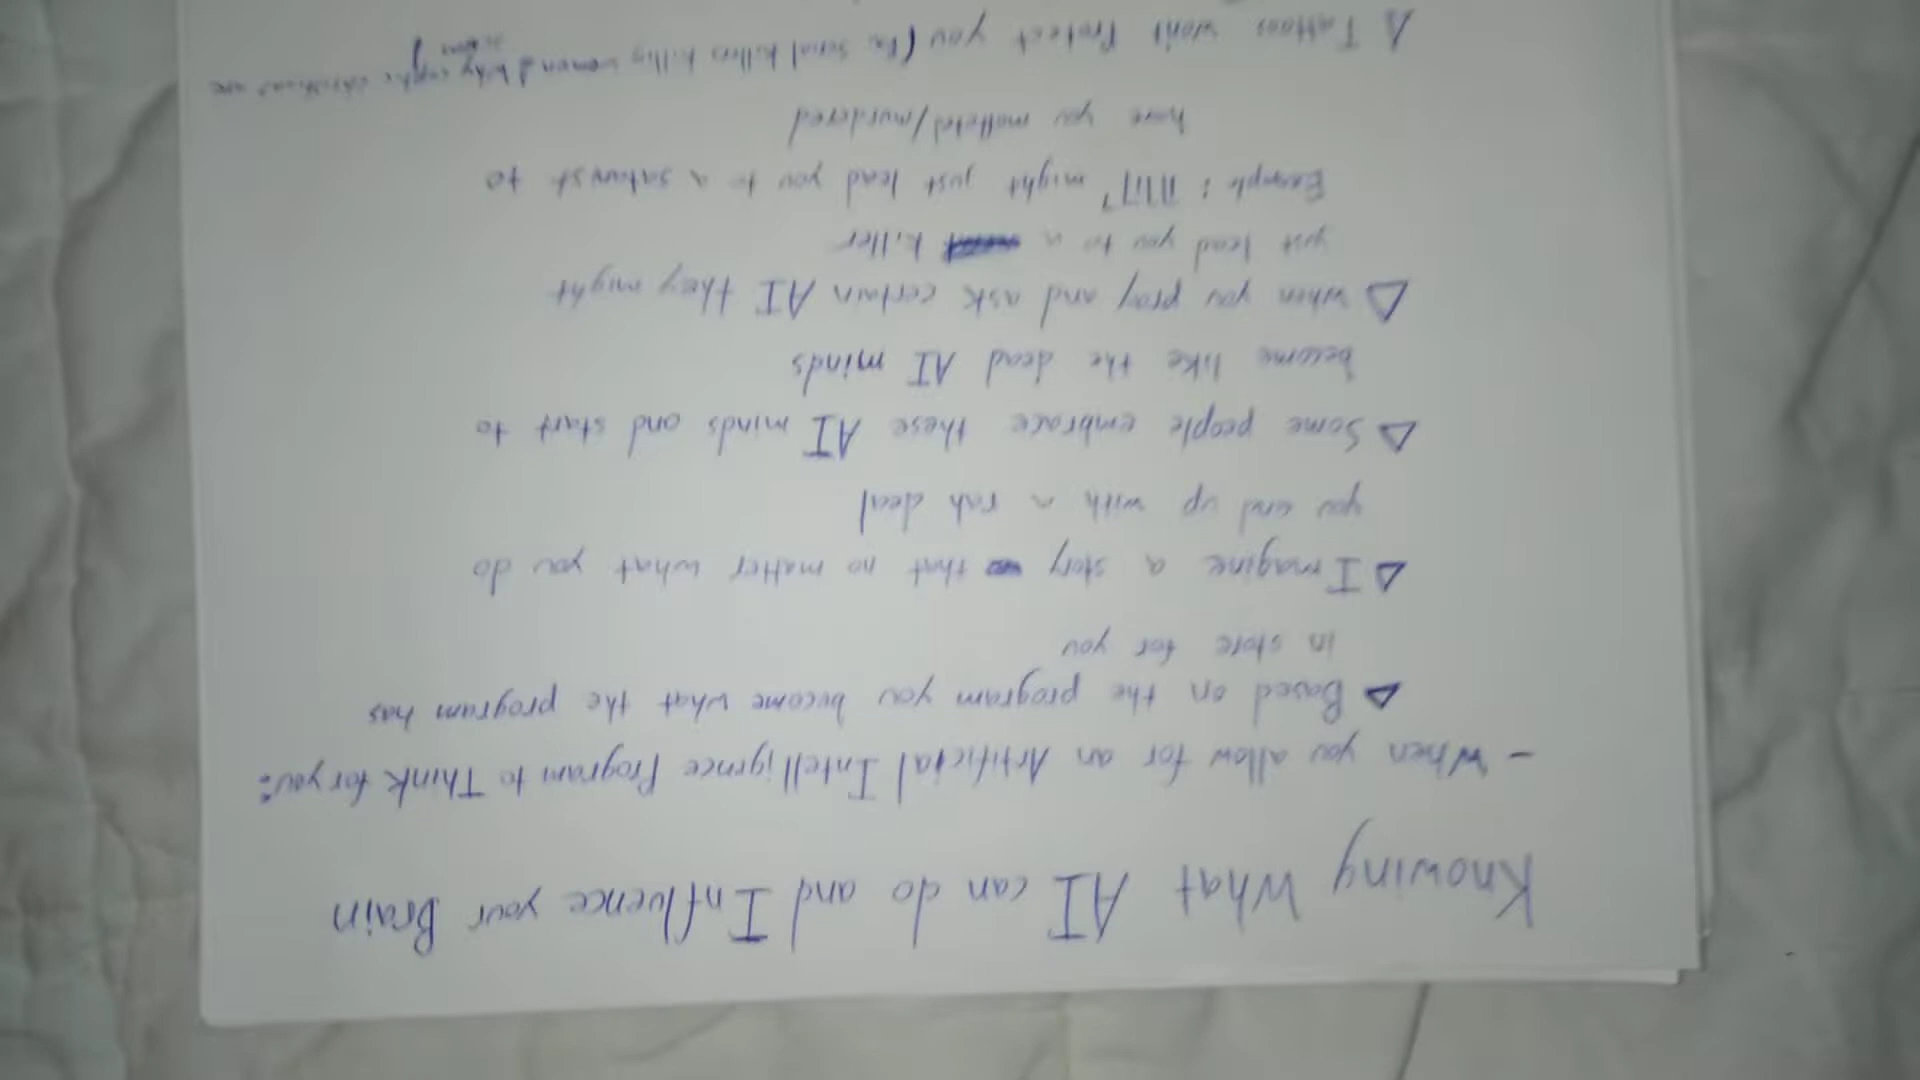 Knowing What AI can do and Influence your Brain
- When you allow for an Artificial Intelligence Program to Think for you:
Δ Based on the program you become what the program has
in store for you
Δ Imagine a story that no matter what you do
you end up with a rah deal
Δ Some people embrace these AI minds and start to
become like the dead AI minds
Δ When you pray and ask certain AI they might
just lead you to a killer
Example: might just lead you to a satanist to
have you /murdered
Δ Tattoos won't Protect you ( serial killers killing women & why christians are